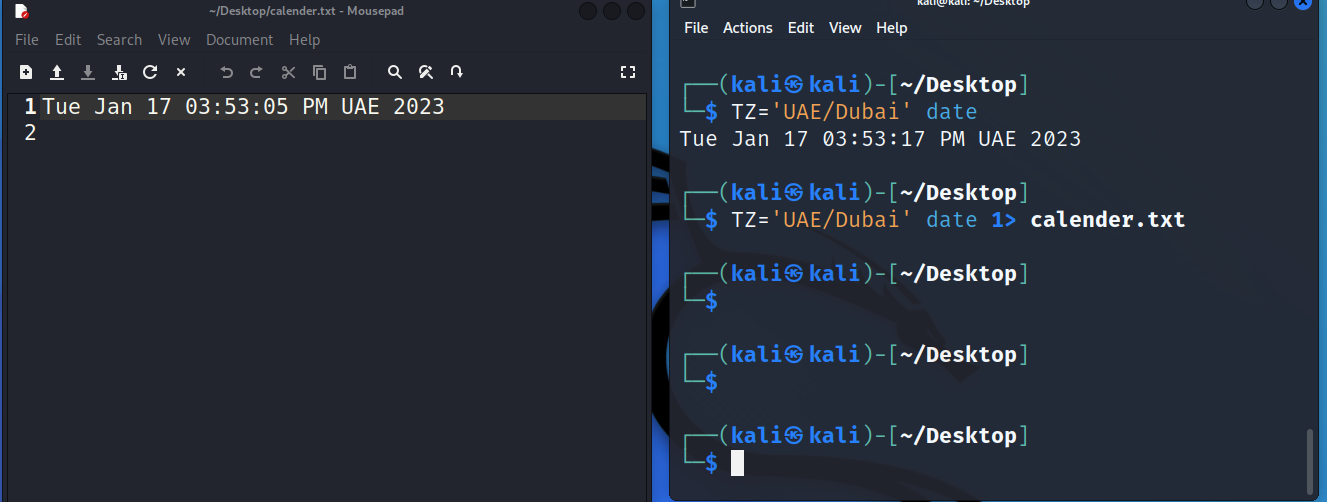 ~/Desktop/calender.txt - Mousepad
File Edit Search View Document Help
1 Tue Jan 17 03:53:05 PM UAE 2023
2
kali@kali: ~/Desktop
File Actions Edit View Help
┌──(kali㉿kali)-[~/Desktop]
└─$ TZ='UAE/Dubai' date
Tue Jan 17 03:53:17 PM UAE 2023
┌──(kali㉿kali)-[~/Desktop]
└─$ TZ='UAE/Dubai' date 1> calender.txt
┌──(kali㉿kali)-[~/Desktop]
└─$
┌──(kali㉿kali)-[~/Desktop]
└─$
┌──(kali㉿kali)-[~/Desktop]
└─$